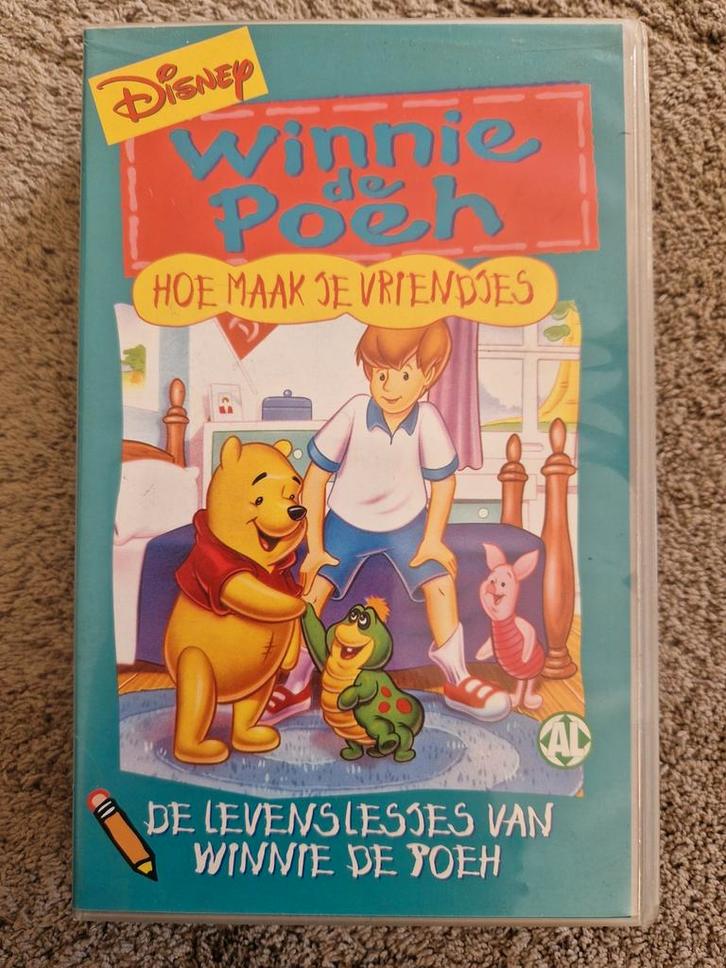 DISNEY
Winnie
de
Poeh
HOE MAAK JE VRIENDJES
AL
DE LEVENSLESJES VAN
WINNIE DE POEH